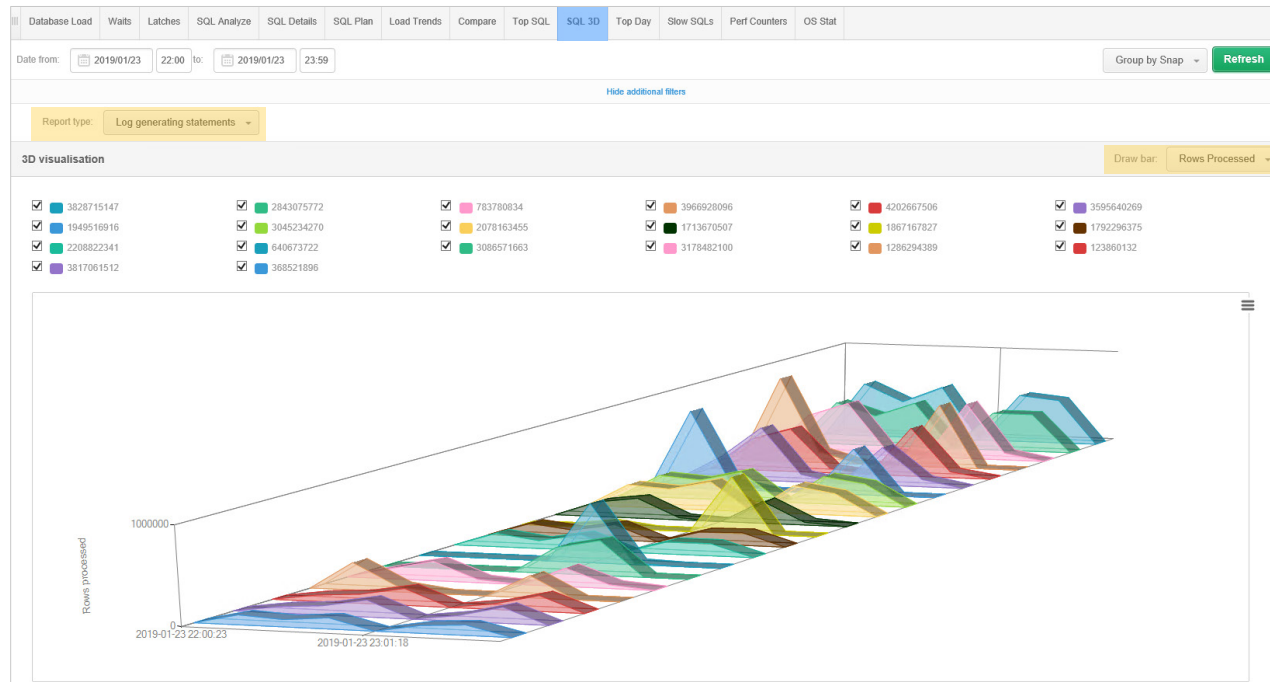 Database Load Waits Latches SQL Analyze SQL Details SQL Plan Load Trends Compare Top SQL SQL 3D Top Day Slow SQLs Perf Counters OS Stat
Date from: 2019/01/23 22:00 to: 2019/01/23 23:59 Group by Snap Refresh
Hide additional filters
Report type: Log generating statements
3D visualisation Draw bar: Rows Processed
3828715147 2843075772 783780834 3966928096 4202667506 3595640269
1949516916 3045234270 2078163455 1713670507 1867167827 1792296375
2208822341 640673722 3086571663 3178482100 1286294389 123860132
3817061512 368521896
1000000
Rows processed
0
2019-01-23 22:00:23
2019-01-23 23:01:18